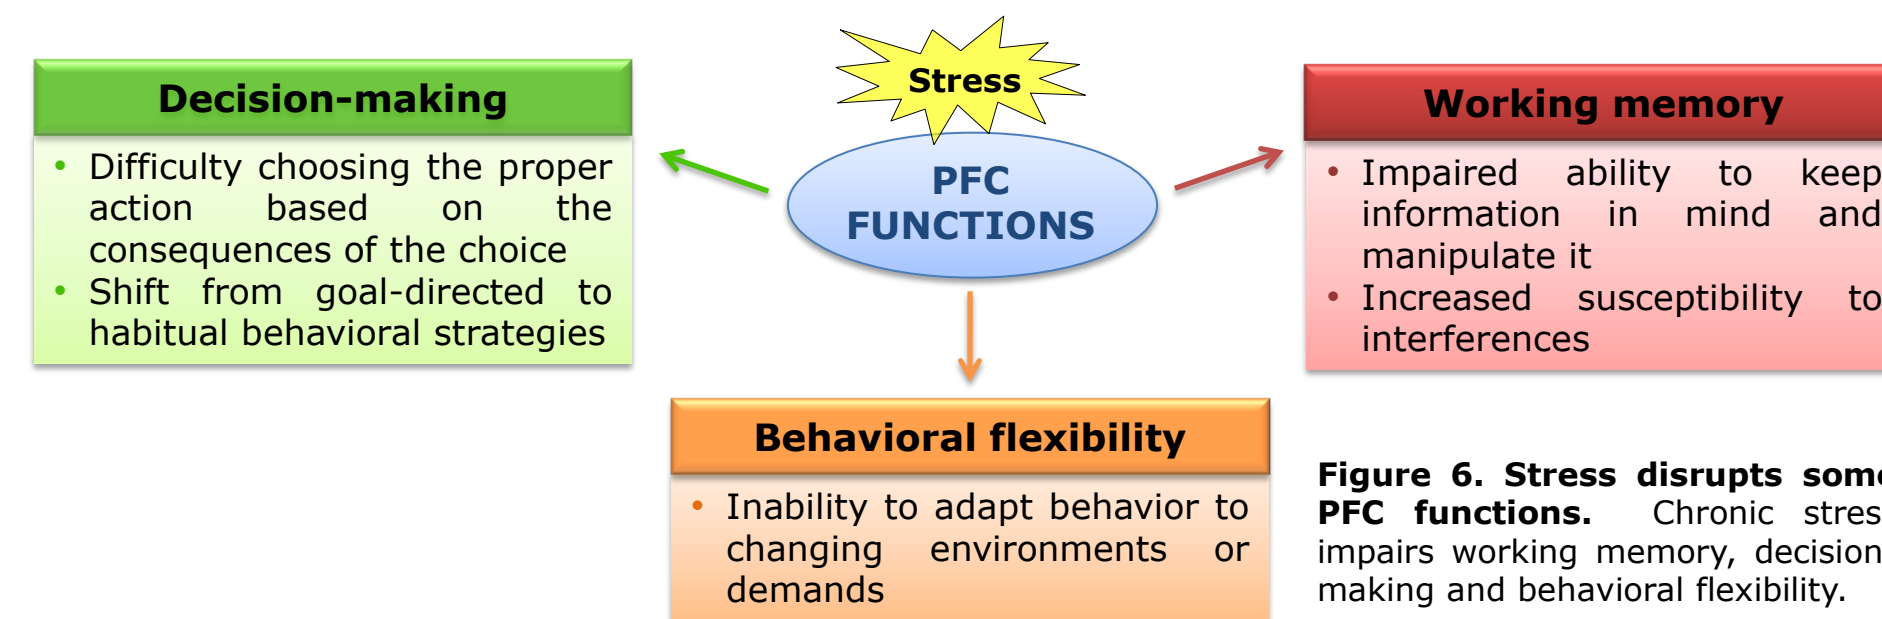 Stress
PFC
FUNCTIONS
Decision-making
• Difficulty choosing the proper
action based on the
consequences of the choice
• Shift from goal-directed to
habitual behavioral strategies
Working memory
• Impaired ability to keep
information in mind and
manipulate it
• Increased susceptibility to
interferences
Behavioral flexibility
• Inability to adapt behavior to
changing environments or
demands
Figure 6. Stress disrupts some
PFC functions. Chronic stres
impairs working memory, decision
making and behavioral flexibility.